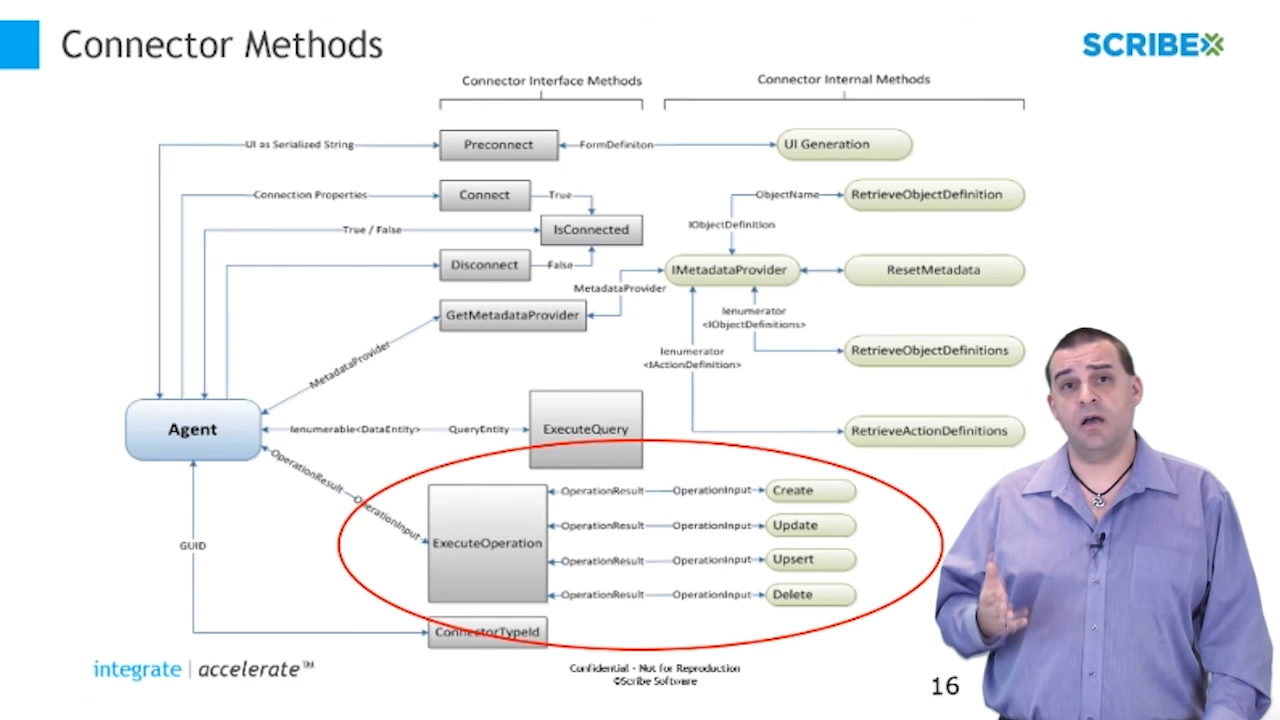 Connector Methods
SCRIBE
Connector Interface Methods
Connector Internal Methods
UI as Serialized String
Preconnect
FormDefiniton
UI Generation
Connection Properties
Connect
True
ObjectName
RetrieveObjectDefinition
IObjectDefinition
True / False
IsConnected
Disconnect
False
IMetadataProvider
ResetMetadata
MetadataProvider
GetMetadataProvider
Ienumerator
<IObjectDefinitions>
MetadataProvider
Ienumerator
<IActionDefinition>
RetrieveObjectDefinitions
Agent
Ienumerable<DataEntity>
QueryEntity
ExecuteQuery
RetrieveActionDefinitions
OperationResult
OperationInput
ExecuteOperation
OperationResult
OperationInput
Create
OperationResult
OperationInput
Update
OperationResult
OperationInput
Upsert
OperationResult
OperationInput
Delete
GUID
ConnectorTypeId
integrate | accelerate™
Confidential - Not for Reproduction
©Scribe Software
16